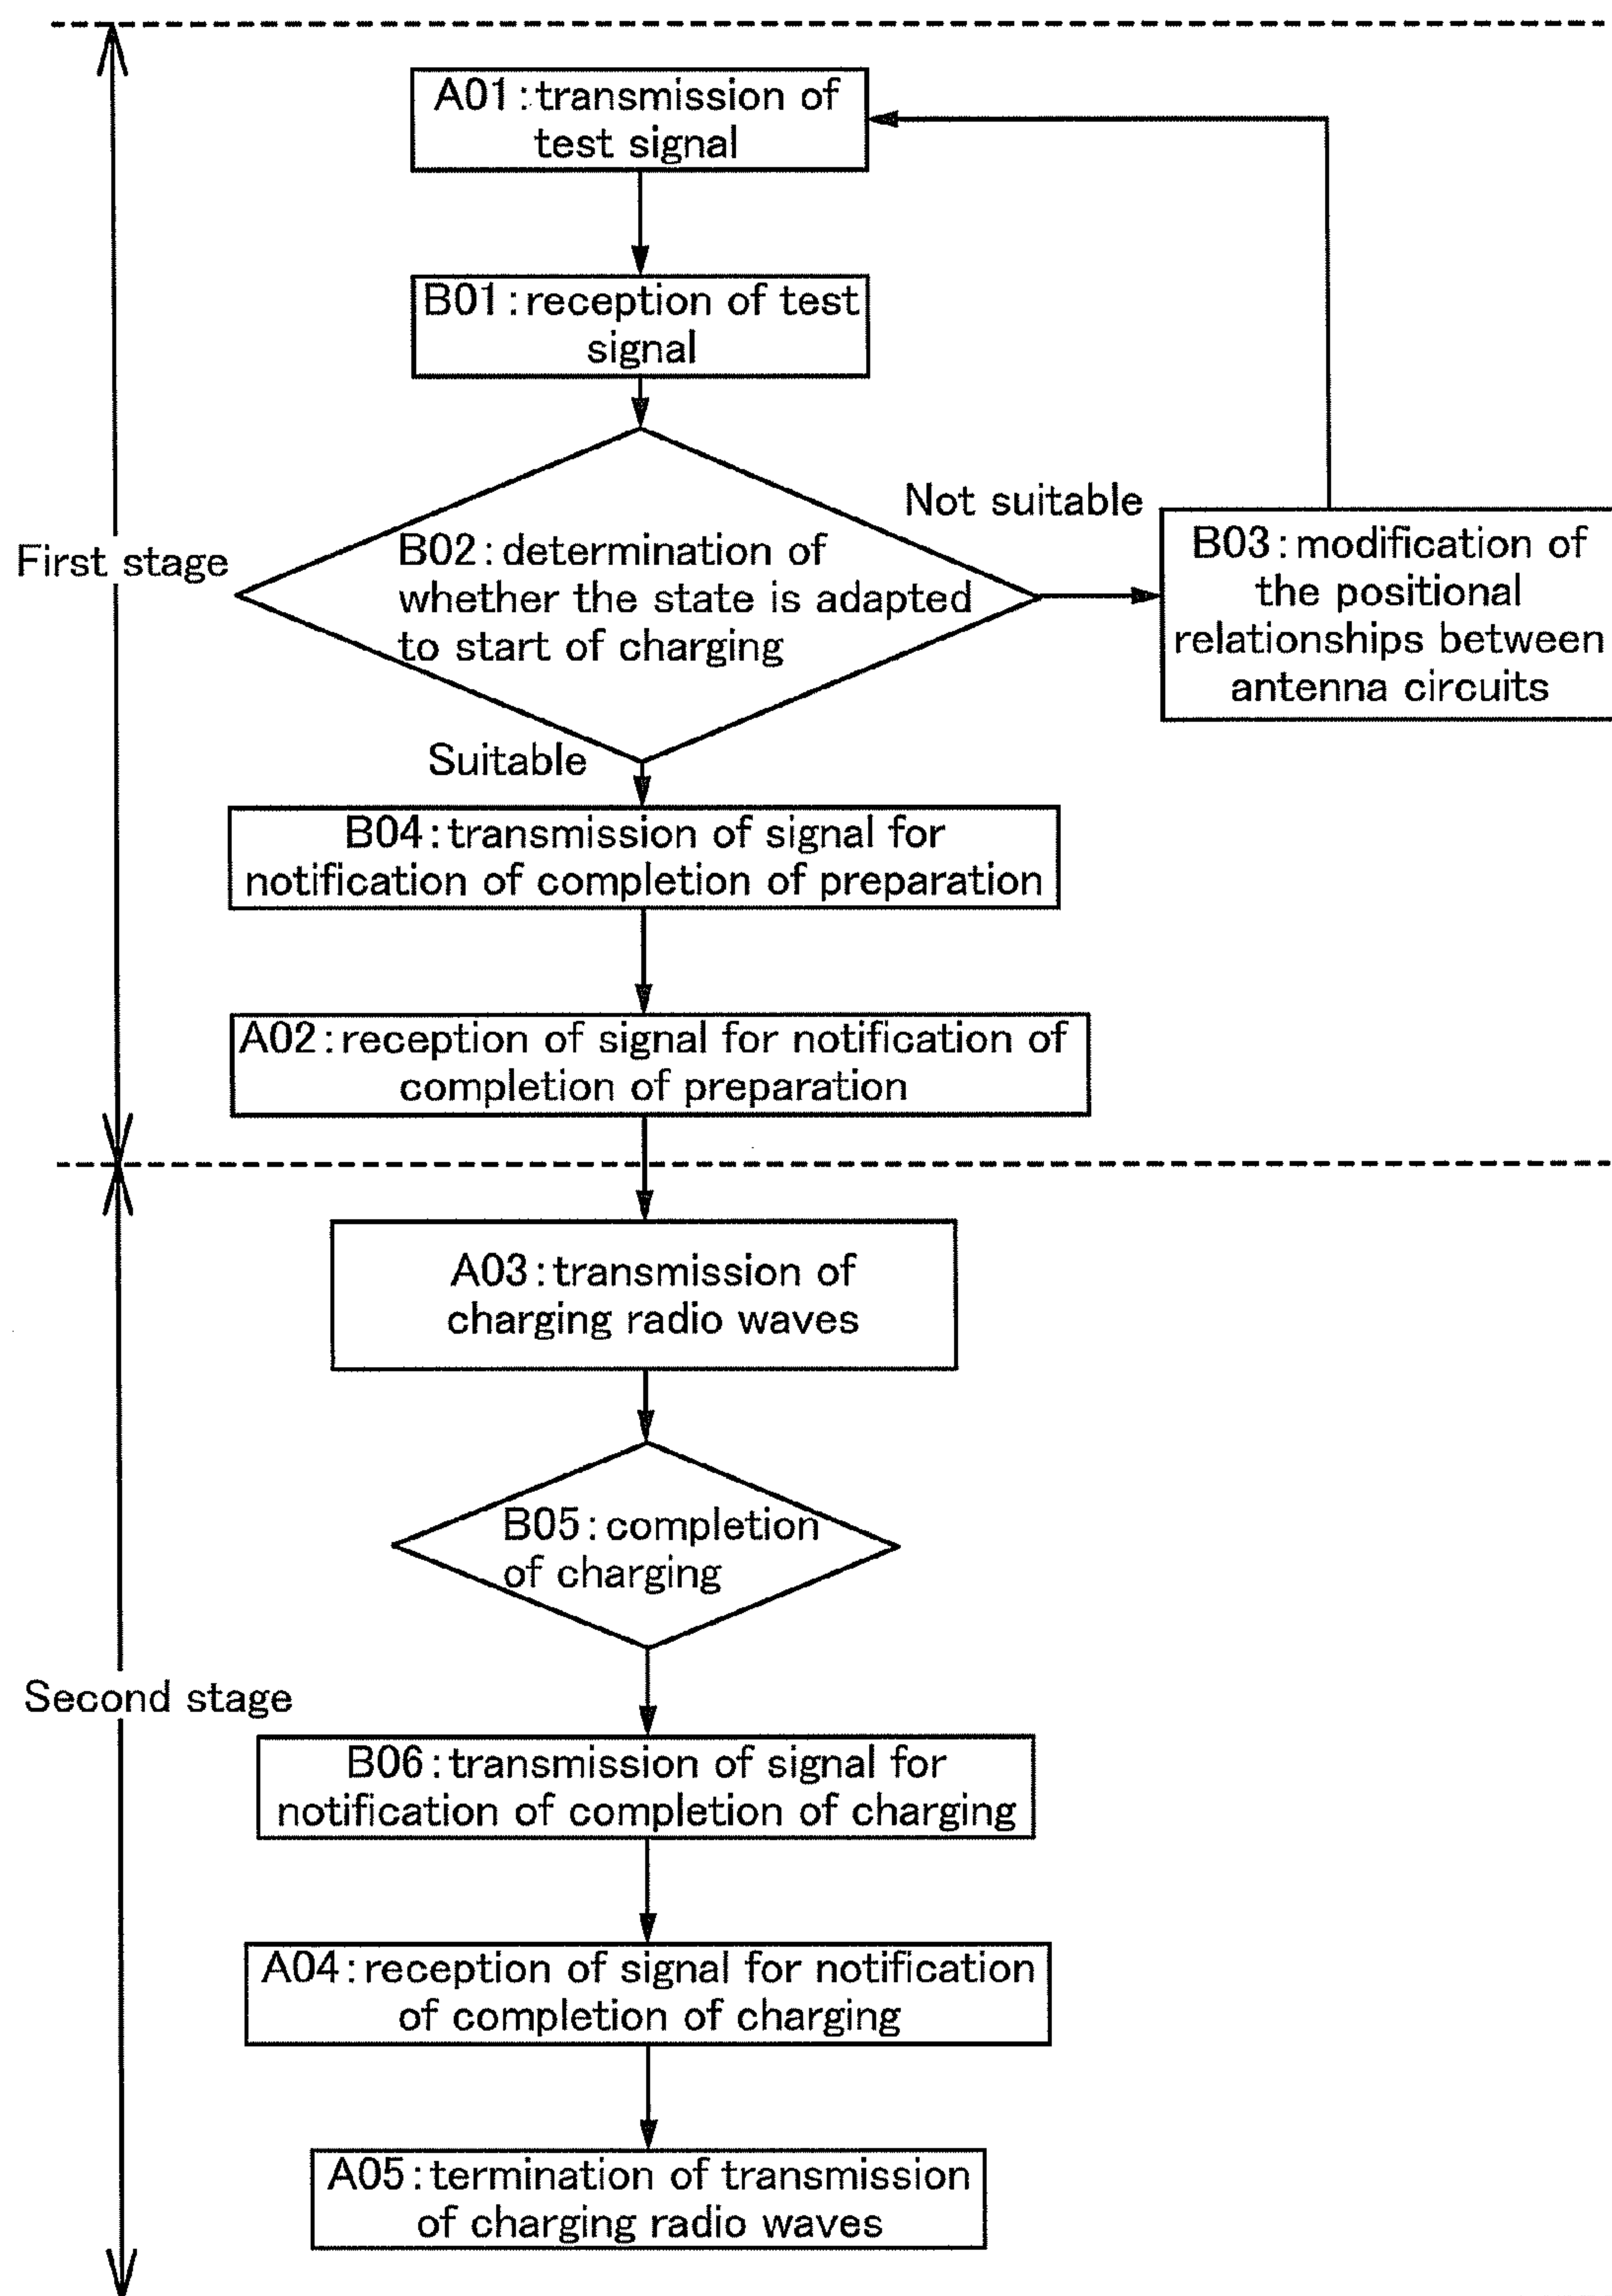 A01:transmission of
test signal
B01:reception of test
signal
Not suitable
First stage
B02:determination of
whether the state is adapted
to start of charging
B03:modification of
the positional
relationships between
antenna circuits
Suitable
B04:transmission of signal for
notification of completion of preparation
A02:reception of signal for notification of
completion of preparation
A03:transmission of
charging radio waves
B05:completion
of charging
Second stage
B06:transmission of signal for
notification of completion of charging
A04:reception of signal for notification
of completion of charging
A05:termination of transmission
of charging radio waves